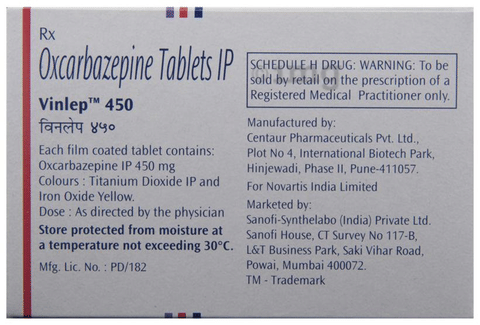 Rx
Oxcarbazepine Tablets IP
Vinlep™ 450
विनलेप ४५०
Each film coated tablet contains:
Oxcarbazepine IP 450 mg
Colours : Titanium Dioxide IP and
Iron Oxide Yellow.
Dose : As directed by the physician
Store protected from moisture at
a temperature not exceeding 30°C.
Mfg. Lic. No. : PD/182
SCHEDULE H DRUG: WARNING: To be
sold by retail on the prescription of a
Registered Medical Practitioner only.
Manufactured by:
Centaur Pharmaceuticals Pvt. Ltd.,
Plot No 4, International Biotech Park,
Hinjewadi, Phase II, Pune-411057.
For Novartis India Limited
Marketed by:
Sanofi-Synthelabo (India) Private Ltd.
Sanofi House, CT Survey No 117-B,
L&T Business Park, Saki Vihar Road,
Powai, Mumbai 400072.
TM - Trademark